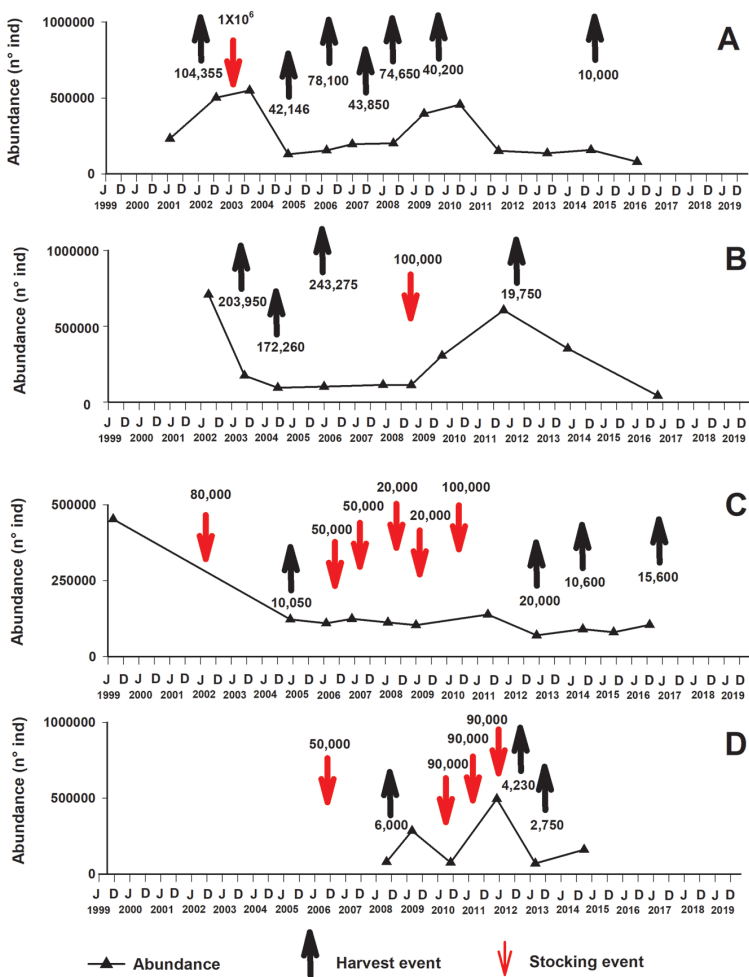 Abundance (n° ind)
1000000
500000
0
1X10⁶
104,355
42,146
78,100
43,850
74,650
40,200
10,000
A
J D J D J D J D J D J D J D J D J D J D J D J D J D J D J D J D J D J D J D J D J D
1999 2000 2001 2002 2003 2004 2005 2006 2007 2008 2009 2010 2011 2012 2013 2014 2015 2016 2017 2018 2019
Abundance (n° ind)
1000000
500000
0
203,950
172,260
243,275
100,000
19,750
B
J D J D J D J D J D J D J D J D J D J D J D J D J D J D J D J D J D J D J D J D J D
1999 2000 2001 2002 2003 2004 2005 2006 2007 2008 2009 2010 2011 2012 2013 2014 2015 2016 2017 2018 2019
Abundance (n° ind)
500000
250000
0
80,000
10,050
50,000
50,000
20,000
20,000
100,000
20,000
10,600
15,600
C
J D J D J D J D J D J D J D J D J D J D J D J D J D J D J D J D J D J D J D J D J D
1999 2000 2001 2002 2003 2004 2005 2006 2007 2008 2009 2010 2011 2012 2013 2014 2015 2016 2017 2018 2019
Abundance (n° ind)
1000000
500000
0
50,000
6,000
90,000
90,000
90,000
4,230
2,750
D
J D J D J D J D J D J D J D J D J D J D J D J D J D J D J D J D J D J D J D J D J D
1999 2000 2001 2002 2003 2004 2005 2006 2007 2008 2009 2010 2011 2012 2013 2014 2015 2016 2017 2018 2019
Abundance
Harvest event
Stocking event